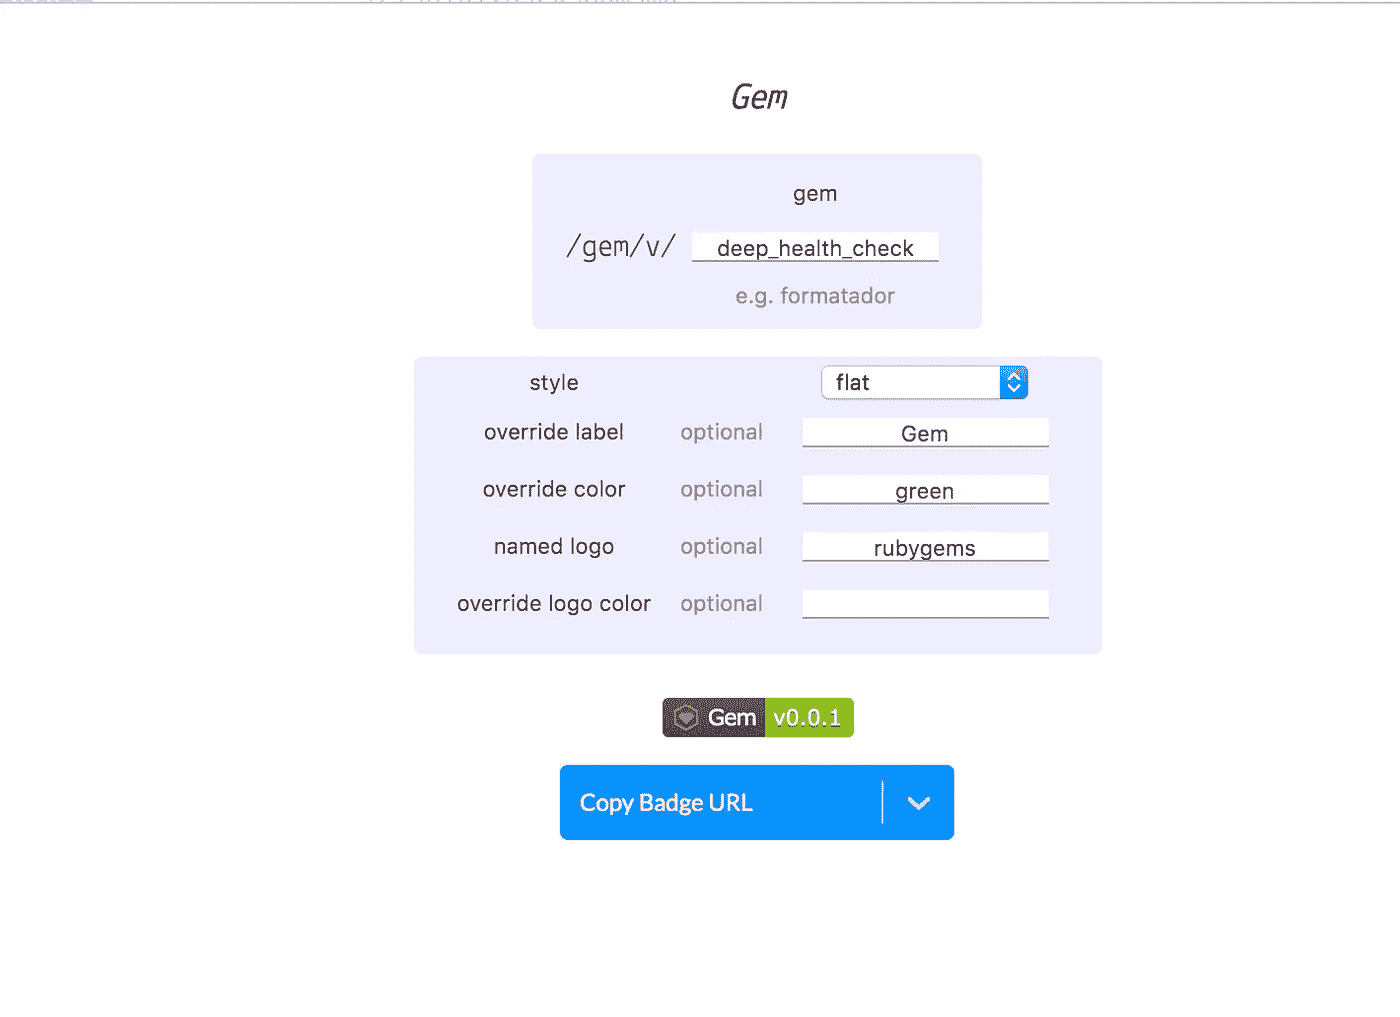 Gem
gem
/gem/v/ deep_health_check
e.g. formatador
style flat
override label optional Gem
override color optional green
named logo optional rubygems
override logo color optional
Gem v0.0.1
Copy Badge URL